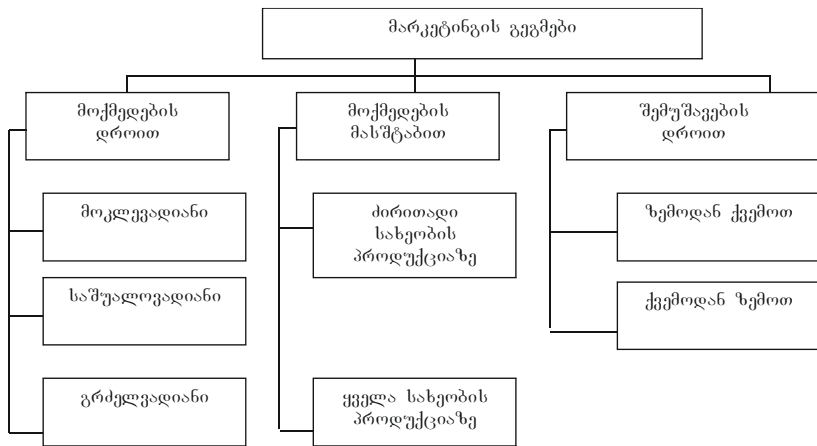 მარკეტინგის გეგმები
მოქმედების
დროით
მოკლევადიანი
საშუალოვადიანი
გრძელვადიანი
მოქმედების
მასშტაბით
ძირითადი
სახეობის
პროდუქციაზე
ყველა სახეობის
პროდუქციაზე
შემუშავების
დროით
ზემოდან ქვემოთ
ქვემოდან ზემოთ